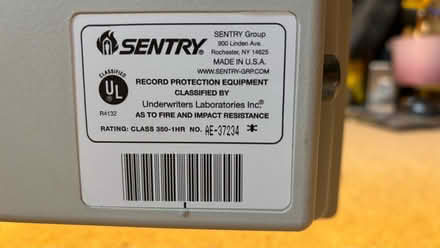 SENTRY®
SENTRY Group
900 Linden Ave.
Rochester, NY 14625
MADE IN U.S.A.
WWW.SENTRY-GRP.COM
CLASSIFIED
UL
®
R4132
RECORD PROTECTION EQUIPMENT
CLASSIFIED BY
Underwriters Laboratories Inc.®
AS TO FIRE AND IMPACT RESISTANCE
RATING: CLASS 350-1HR NO. AE-37234